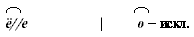 ё//е | о – искл.